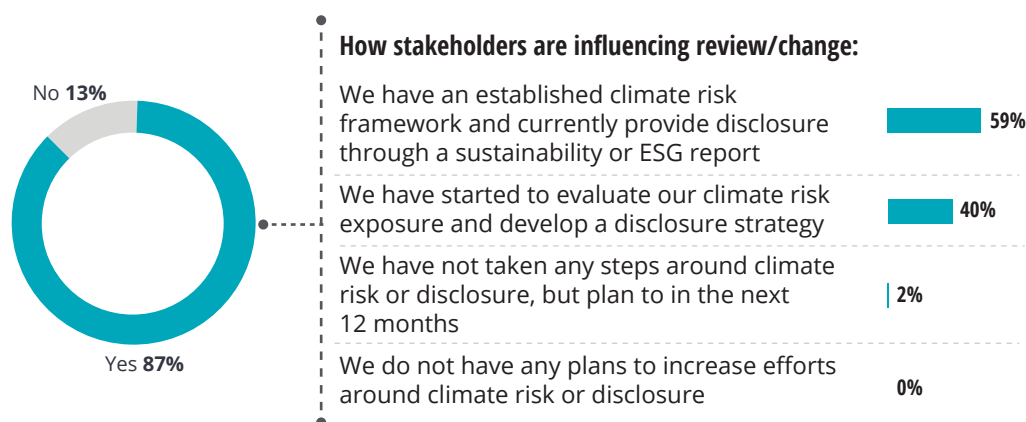 No 13%
Yes 87%
How stakeholders are influencing review/change:
We have an established climate risk
framework and currently provide disclosure
through a sustainability or ESG report
59%
We have started to evaluate our climate risk
exposure and develop a disclosure strategy
40%
We have not taken any steps around climate
risk or disclosure, but plan to in the next
12 months
2%
We do not have any plans to increase efforts
around climate risk or disclosure
0%